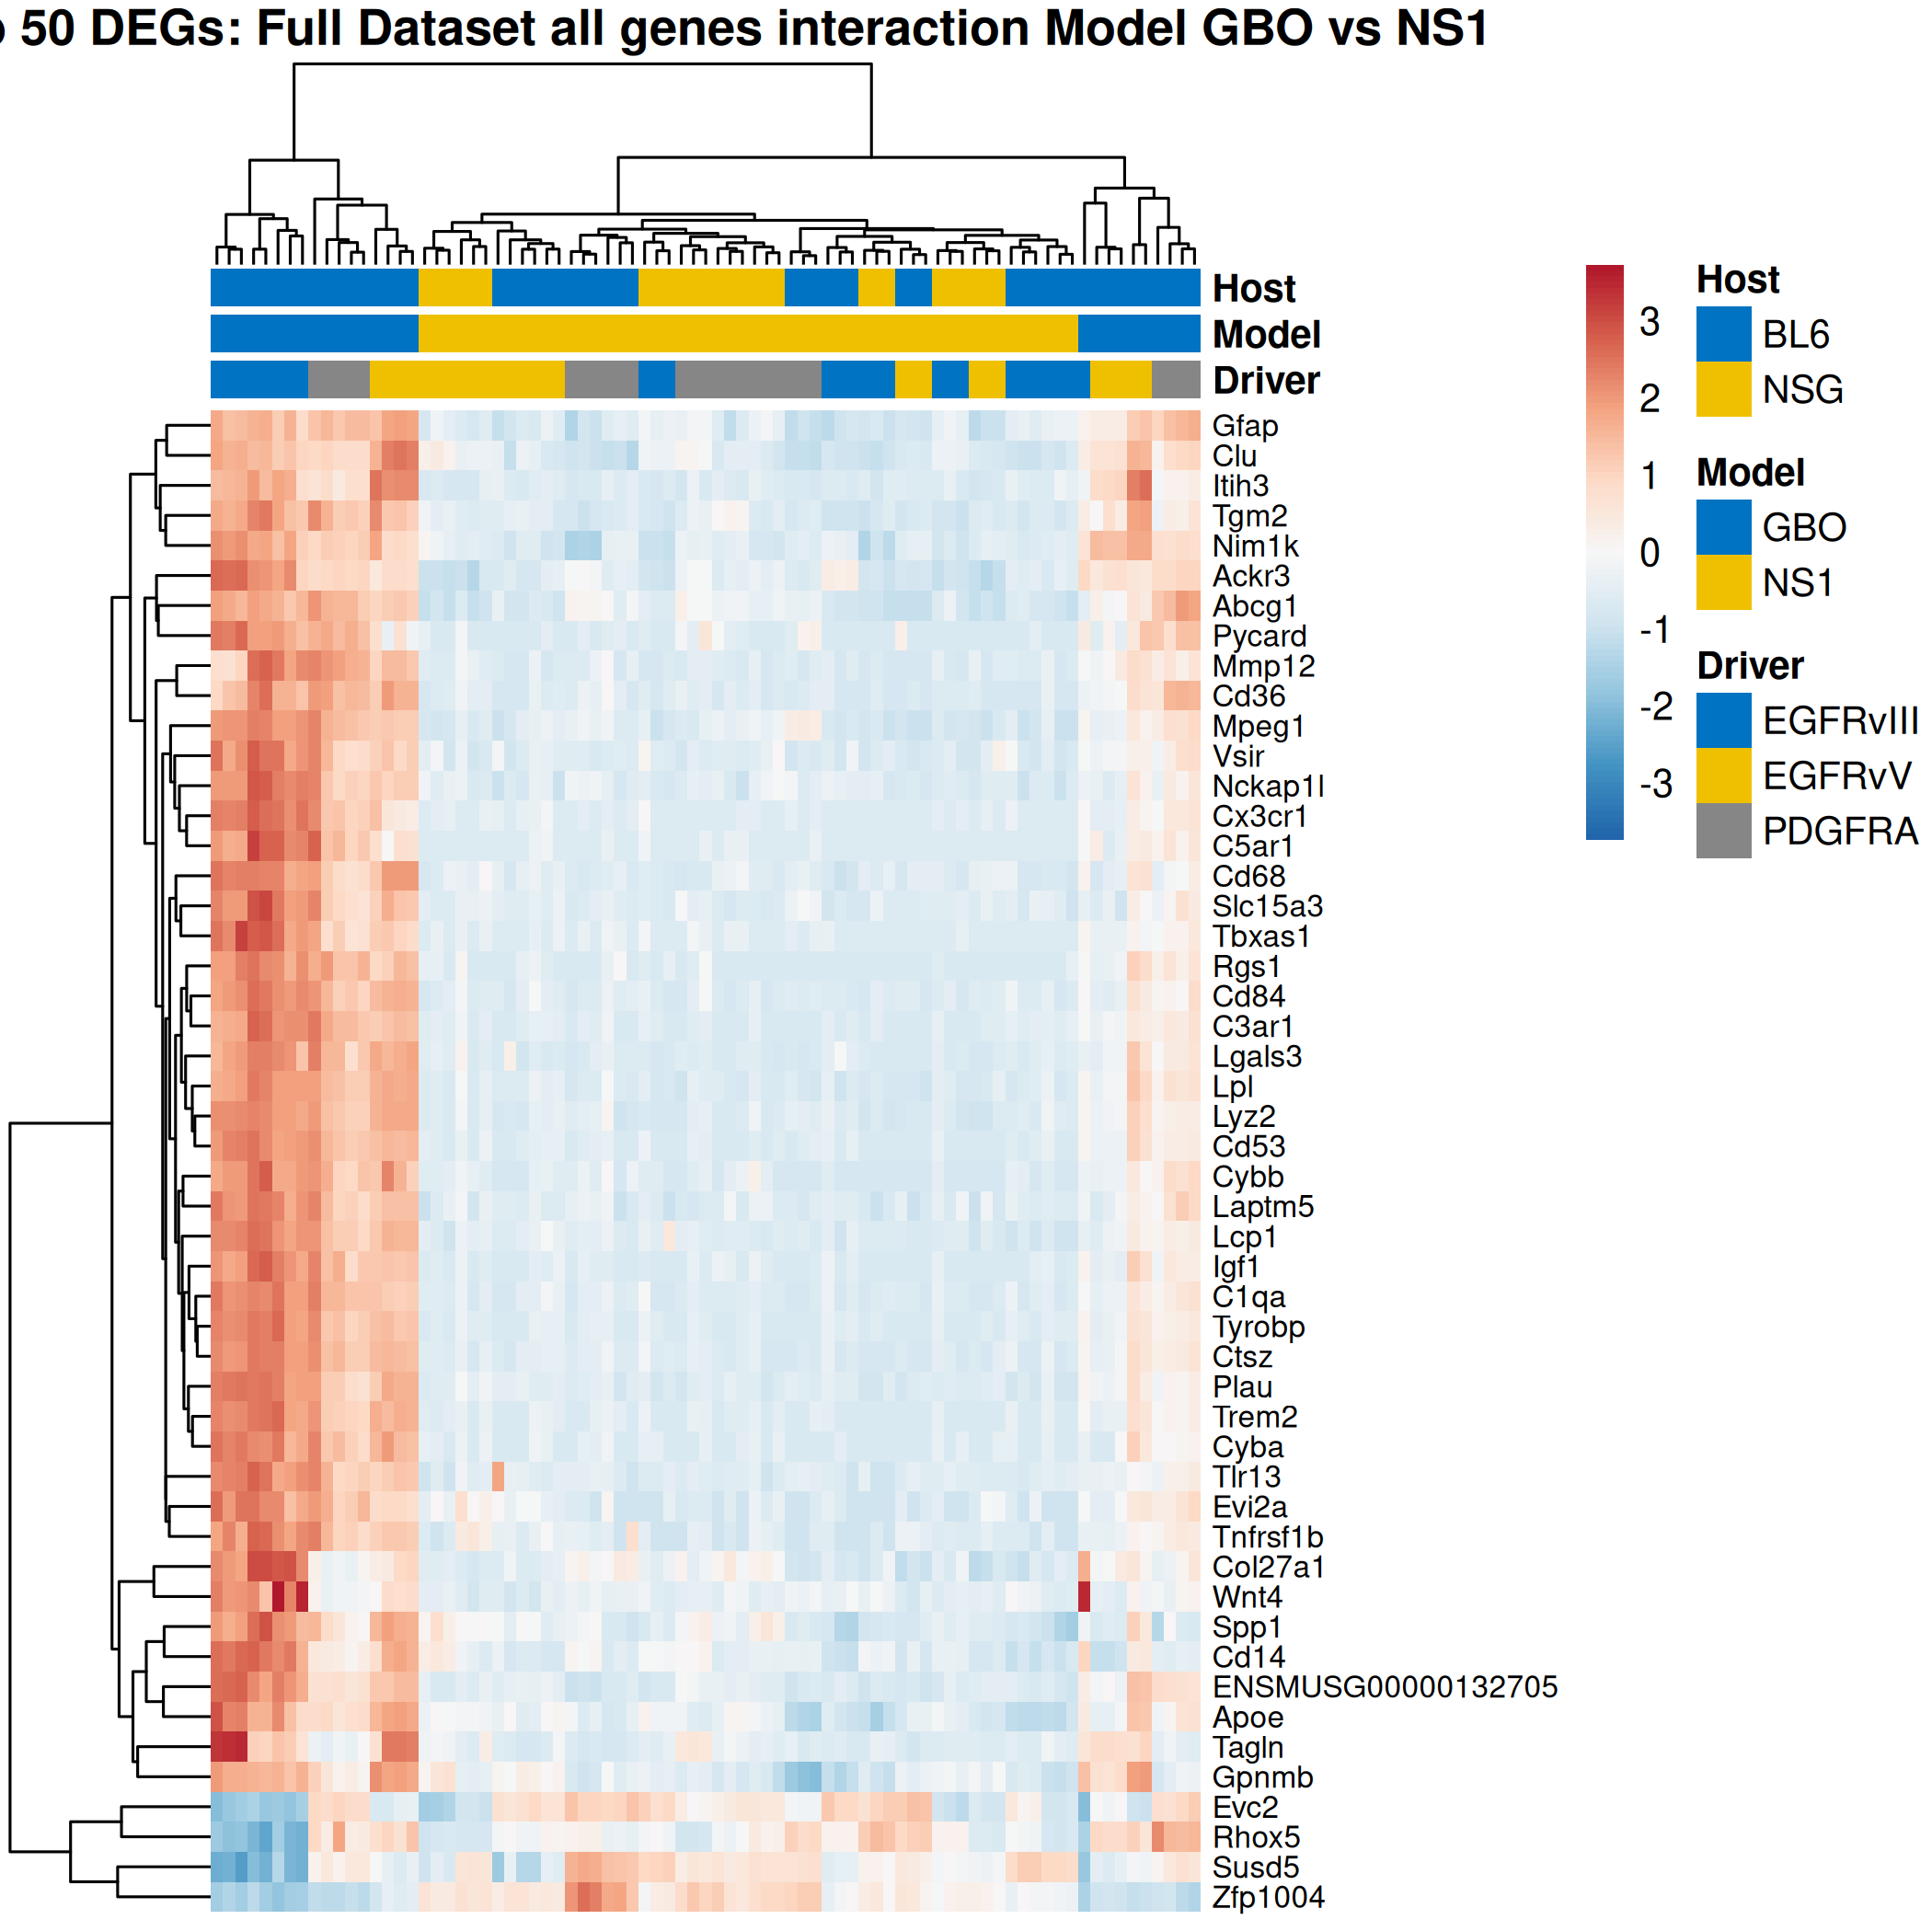 50 DEGs: Full Dataset all genes interaction Model GBO vs NS1
Host
Model
Driver
Gfap
Clu
Itih3
Tgm2
Nim1k
Ackr3
Abcg1
Pycard
Mmp12
Cd36
Mpeg1
Vsir
Nckap1l
Cx3cr1
C5ar1
Cd68
Slc15a3
Tbxas1
Rgs1
Cd84
C3ar1
Lgals3
Lpl
Lyz2
Cd53
Cybb
Laptm5
Lcp1
Igf1
C1qa
Tyrobp
Ctsz
Plau
Trem2
Cyba
Tlr13
Evi2a
Tnfrsf1b
Col27a1
Wnt4
Spp1
Cd14
ENSMUSG00000132705
Apoe
Tagln
Gpnmb
Evc2
Rhox5
Susd5
Zfp1004
3
2
1
0
-1
-2
-3
Host
BL6
NSG
Model
GBO
NS1
Driver
EGFRvIII
EGFRvV
PDGFRA